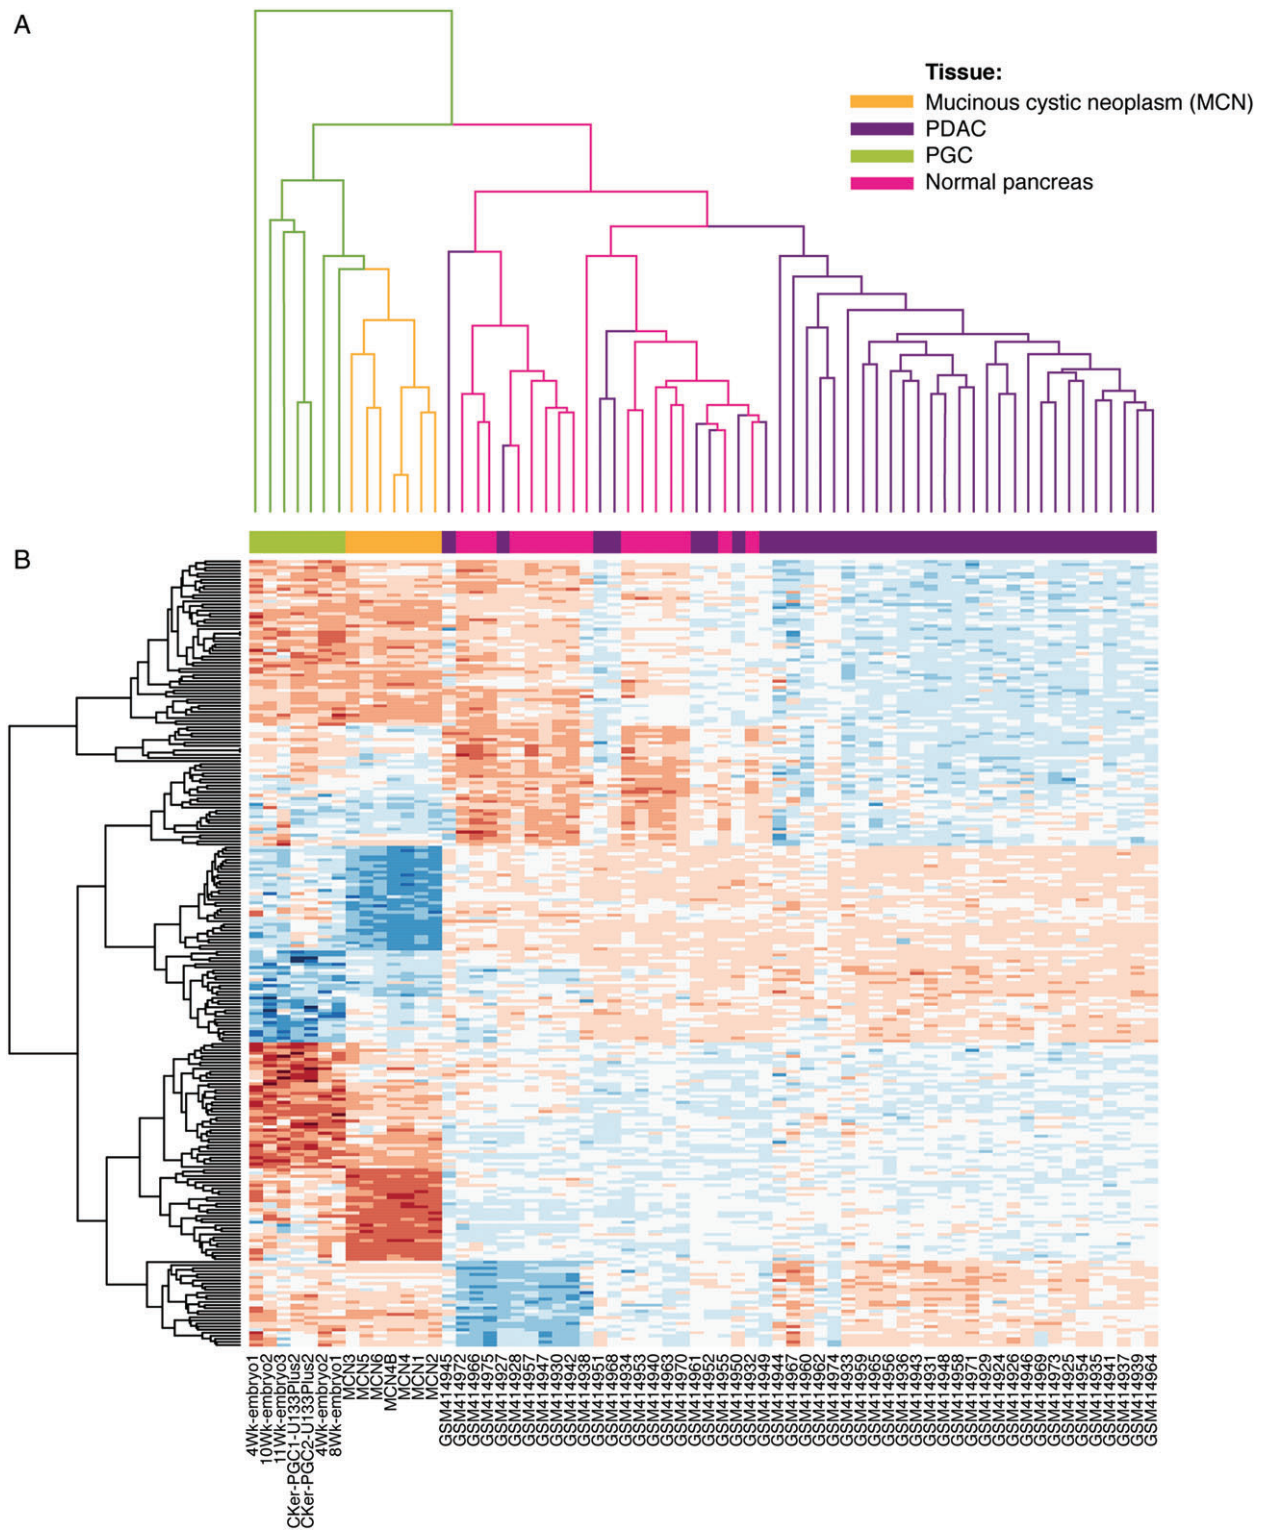 A
Tissue:
Mucinous cystic neoplasm (MCN)
PDAC
PGC
Normal pancreas
B
4Wk-embryo1
10Wk-embryo2
11Wk-embryo3
CKer-PGC1-U133Plus2
CKer-PGC2-U133Plus2
4Wk-embryo2
8Wk-embryo1
MCN3
MCN5
MCN6
MCN4B
MCN4
MCN1
MCN2
GSM414945
GSM414972
GSM414966
GSM414975
GSM414927
GSM414928
GSM414957
GSM414947
GSM414930
GSM414942
GSM414938
GSM414951
GSM414968
GSM414934
GSM414953
GSM414940
GSM414963
GSM414970
GSM414961
GSM414952
GSM414955
GSM414950
GSM414932
GSM414949
GSM414944
GSM414967
GSM414960
GSM414962
GSM414974
GSM414933
GSM414959
GSM414965
GSM414956
GSM414936
GSM414943
GSM414931
GSM414948
GSM414958
GSM414971
GSM414929
GSM414924
GSM414926
GSM414946
GSM414969
GSM414973
GSM414925
GSM414954
GSM414935
GSM414941
GSM414937
GSM414939
GSM414964